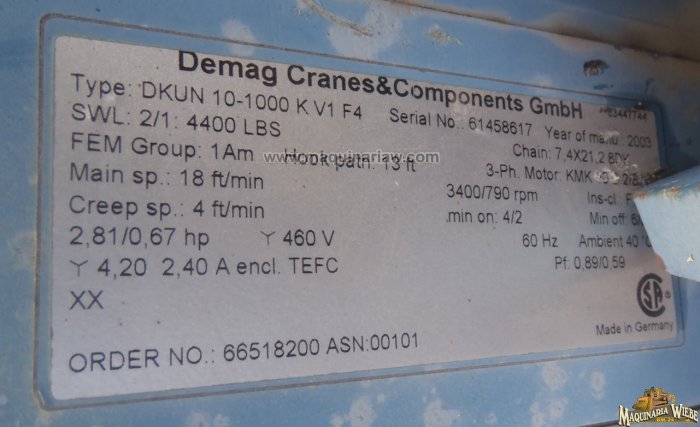 Demag Cranes&Components GmbH
Type: DKUN 10-1000 K V1 F4 Serial No.: 61458617 Year of manu 2003
SWL: 2/1: 4400 LBS Chain: 7,4X21,2 8DK
FEM Group: 1Am Hook path: 13 ft 3-Ph. Motor: KMK
www.maquinariaw.com
Main sp.: 18 ft/min 3400/790 rpm Ins-cl.:
Creep sp.: 4 ft/min min on: 4/2 Min off:
2,81/0,67 hp Y 460 V 60 Hz Ambient 40
Y 4,20 2,40 A encl. TEFC Pf: 0,89/0,59
XX
Made in Germany
ORDER NO.: 66518200 ASN:00101
MAQUINARIA WIEBE